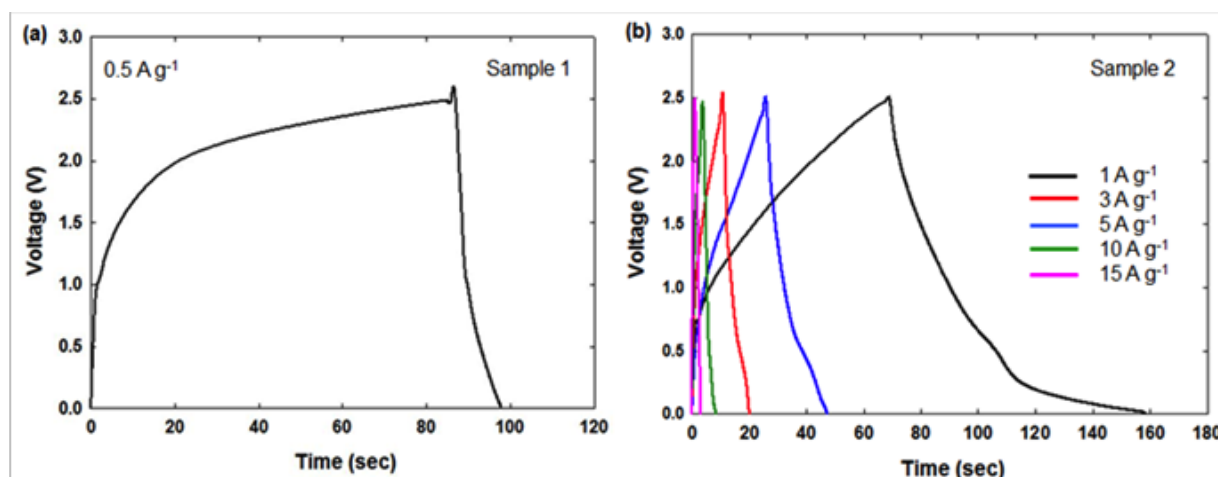 (a)
3.0
0.5 A g-1
Sample 1
2.5
2.0
1.5
1.0
0.5
0.0
Voltage (V)
0 20 40 60 80 100 120
Time (sec)
(b)
3.0
Sample 2
2.5
2.0
1.5
1.0
0.5
0.0
Voltage (V)
1 A g-1
3 A g-1
5 A g-1
10 A g-1
15 A g-1
0 20 40 60 80 100 120 140 160 180
Time (sec)